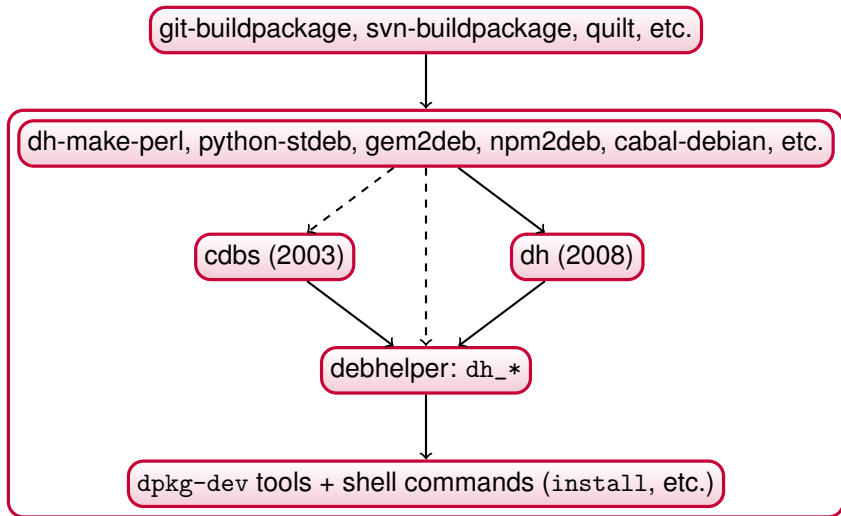 git-buildpackage, svn-buildpackage, quilt, etc.
dh-make-perl, python-stdeb, gem2deb, npm2deb, cabal-debian, etc.
cdbs (2003)
dh (2008)
debhelper: dh_*
dpkg-dev tools + shell commands (install, etc.)